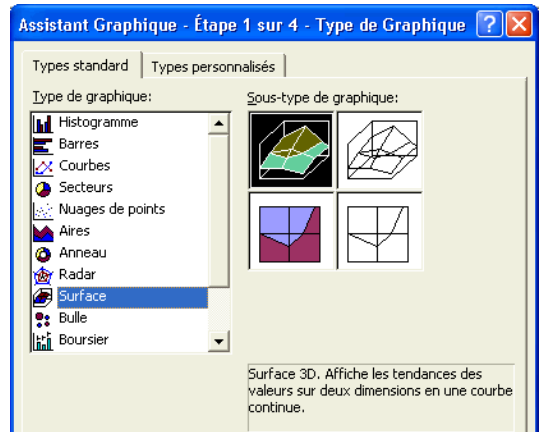 Assistant Graphique - Étape 1 sur 4 - Type de Graphique
Types standard
Types personnalisés
Type de graphique:
Histogramme
Barres
Courbes
Secteurs
Nuages de points
Aires
Anneau
Radar
Surface
Bulle
Boursier
Sous-type de graphique:
Surface 3D. Affiche les tendances des
valeurs sur deux dimensions en une courbe
continue.